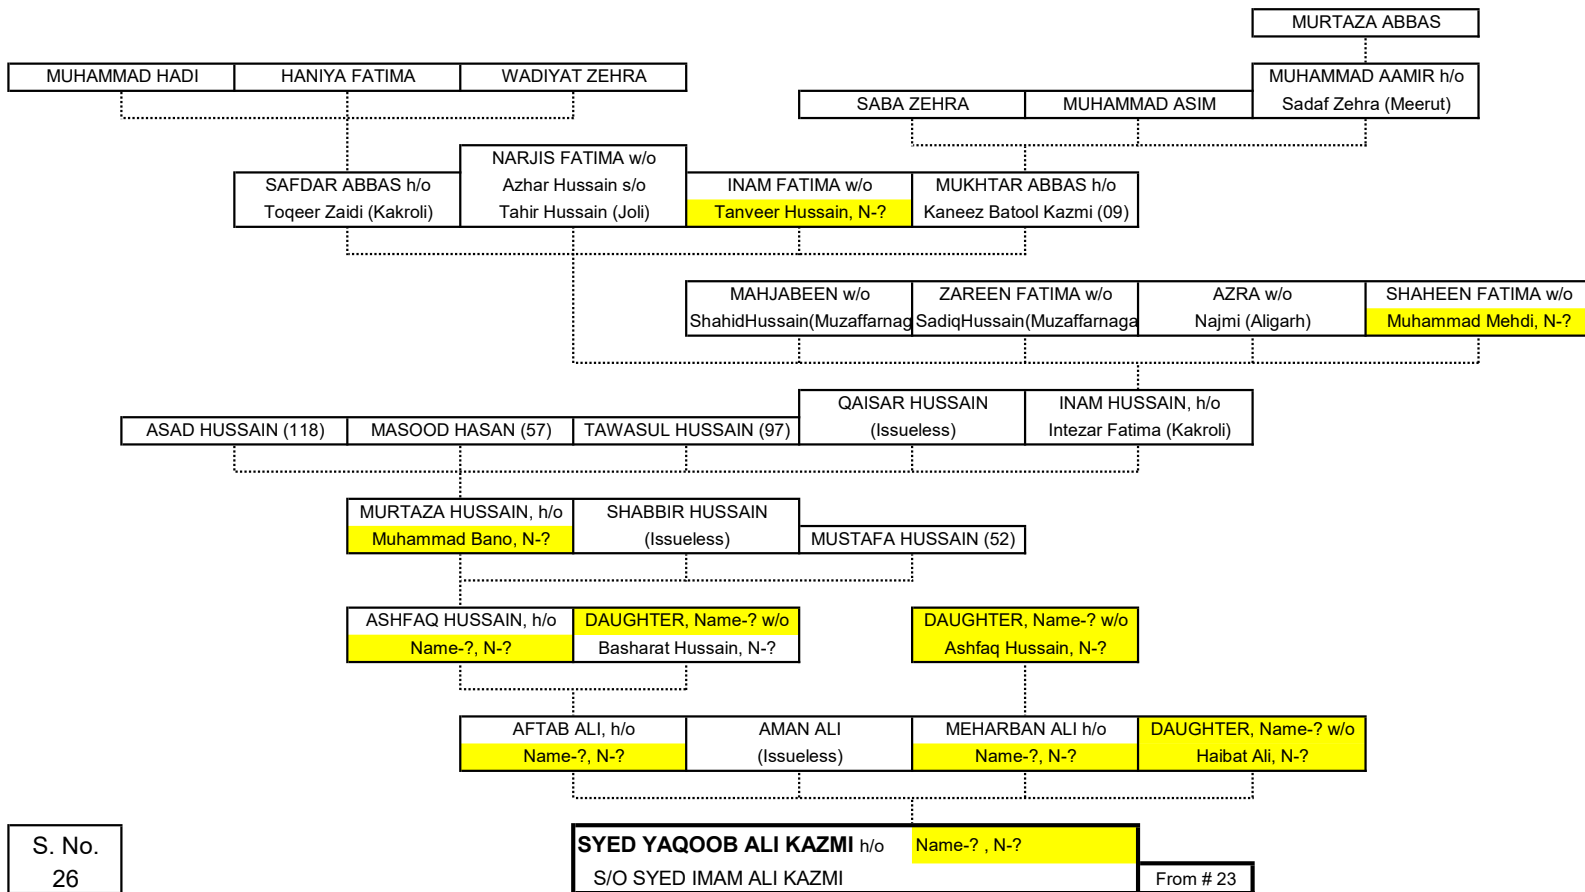 MURTAZA ABBAS
MUHAMMAD HADI
HANIYA FATIMA
WADIYAT ZEHRA
SABA ZEHRA
MUHAMMAD ASIM
MUHAMMAD AAMIR h/o
Sadaf Zehra (Meerut)
SAFDAR ABBAS h/o
Toqeer Zaidi (Kakroli)
NARJIS FATIMA w/o
Azhar Hussain s/o
Tahir Hussain (Joli)
INAM FATIMA w/o
Tanveer Hussain, N-?
MUKHTAR ABBAS h/o
Kaneez Batool Kazmi (09)
MAHJABEEN w/o
ShahidHussain(Muzaffarnag
ZAREEN FATIMA w/o
SadiqHussain(Muzaffarnaga
AZRA w/o
Najmi (Aligarh)
SHAHEEN FATIMA w/o
Muhammad Mehdi, N-?
ASAD HUSSAIN (118)
MASOOD HASAN (57)
TAWASUL HUSSAIN (97)
QAISAR HUSSAIN
(Issueless)
INAM HUSSAIN, h/o
Intezar Fatima (Kakroli)
MURTAZA HUSSAIN, h/o
Muhammad Bano, N-?
SHABBIR HUSSAIN
(Issueless)
MUSTAFA HUSSAIN (52)
ASHFAQ HUSSAIN, h/o
Name-?, N-?
DAUGHTER, Name-? w/o
Basharat Hussain, N-?
DAUGHTER, Name-? w/o
Ashfaq Hussain, N-?
AFTAB ALI, h/o
Name-?, N-?
AMAN ALI
(Issueless)
MEHARBAN ALI h/o
Name-?, N-?
DAUGHTER, Name-? w/o
Haibat Ali, N-?
S. No.
26
SYED YAQOOB ALI KAZMI h/o Name-? , N-?
S/O SYED IMAM ALI KAZMI
From # 23